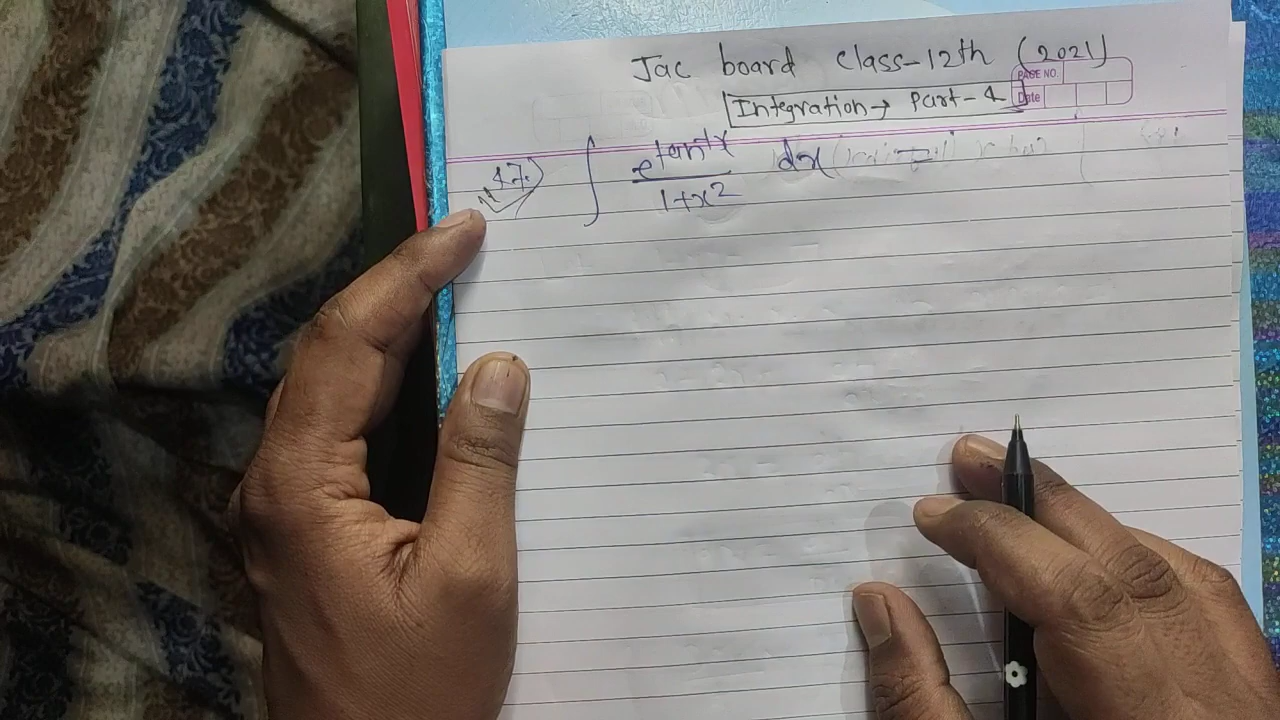 Jac board class-12th (2021)
PAGE NO.
Integration → Part-4
Date
47.) ∫ e^tan⁻¹x / 1+x² dx